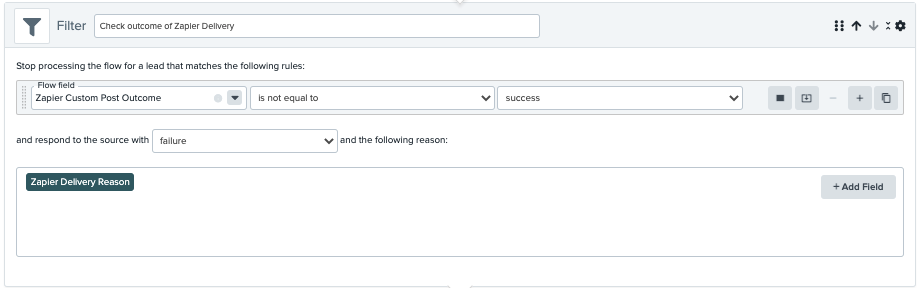 Filter
Check outcome of Zapier Delivery
Stop processing the flow for a lead that matches the following rules:
Flow field
Zapier Custom Post Outcome
is not equal to
success
and respond to the source with failure and the following reason:
Zapier Delivery Reason
+ Add Field